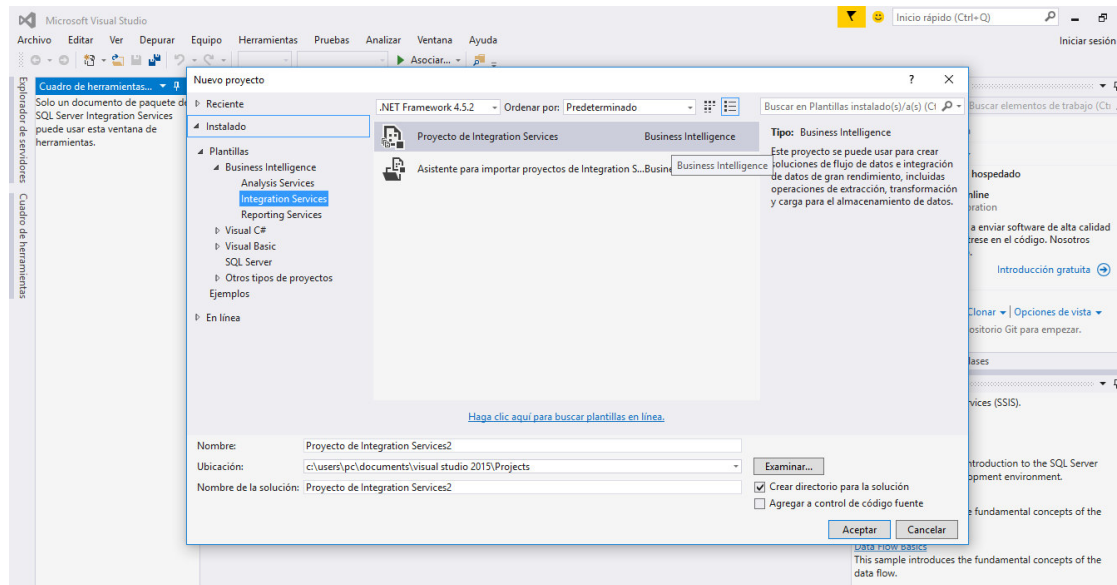 Microsoft Visual Studio
Inicio rápido (Ctrl+Q)
Archivo Editar Ver Depurar Equipo Herramientas Pruebas Analizar Ventana Ayuda
Iniciar sesión
Asociar...
Explorador de servidores
Cuadro de herramientas
Cuadro de herramientas...
Solo un documento de paquete de
SQL Server Integration Services
puede usar esta ventana de
herramientas.
Nuevo proyecto
Reciente
Instalado
Plantillas
Business Intelligence
Analysis Services
Integration Services
Reporting Services
Visual C#
Visual Basic
SQL Server
Otros tipos de proyectos
Ejemplos
En línea
.NET Framework 4.5.2 Ordenar por: Predeterminado
Buscar en Plantillas instalado(s)/a(s) (Ct
Proyecto de Integration Services Business Intelligence
Asistente para importar proyectos de Integration S...Busine
Business Intelligence
Tipo: Business Intelligence
Este proyecto se puede usar para crear
soluciones de flujo de datos e integración
de datos de gran rendimiento, incluidas
operaciones de extracción, transformación
y carga para el almacenamiento de datos.
Haga clic aquí para buscar plantillas en línea.
Nombre: Proyecto de Integration Services2
Ubicación: c:\users\pc\documents\visual studio 2015\Projects
Examinar...
Nombre de la solución: Proyecto de Integration Services2
Crear directorio para la solución
Agregar a control de código fuente
Aceptar Cancelar
Buscar elementos de trabajo (Ct
hospedado
nline
oration
a enviar software de alta calidad
trese en el código. Nosotros
Introducción gratuita
Clonar Opciones de vista
ositorio Git para empezar.
lases
vices (SSIS).
ntroduction to the SQL Server
opment environment.
e fundamental concepts of the
Data Flow Basics
This sample introduces the fundamental concepts of the
data flow.